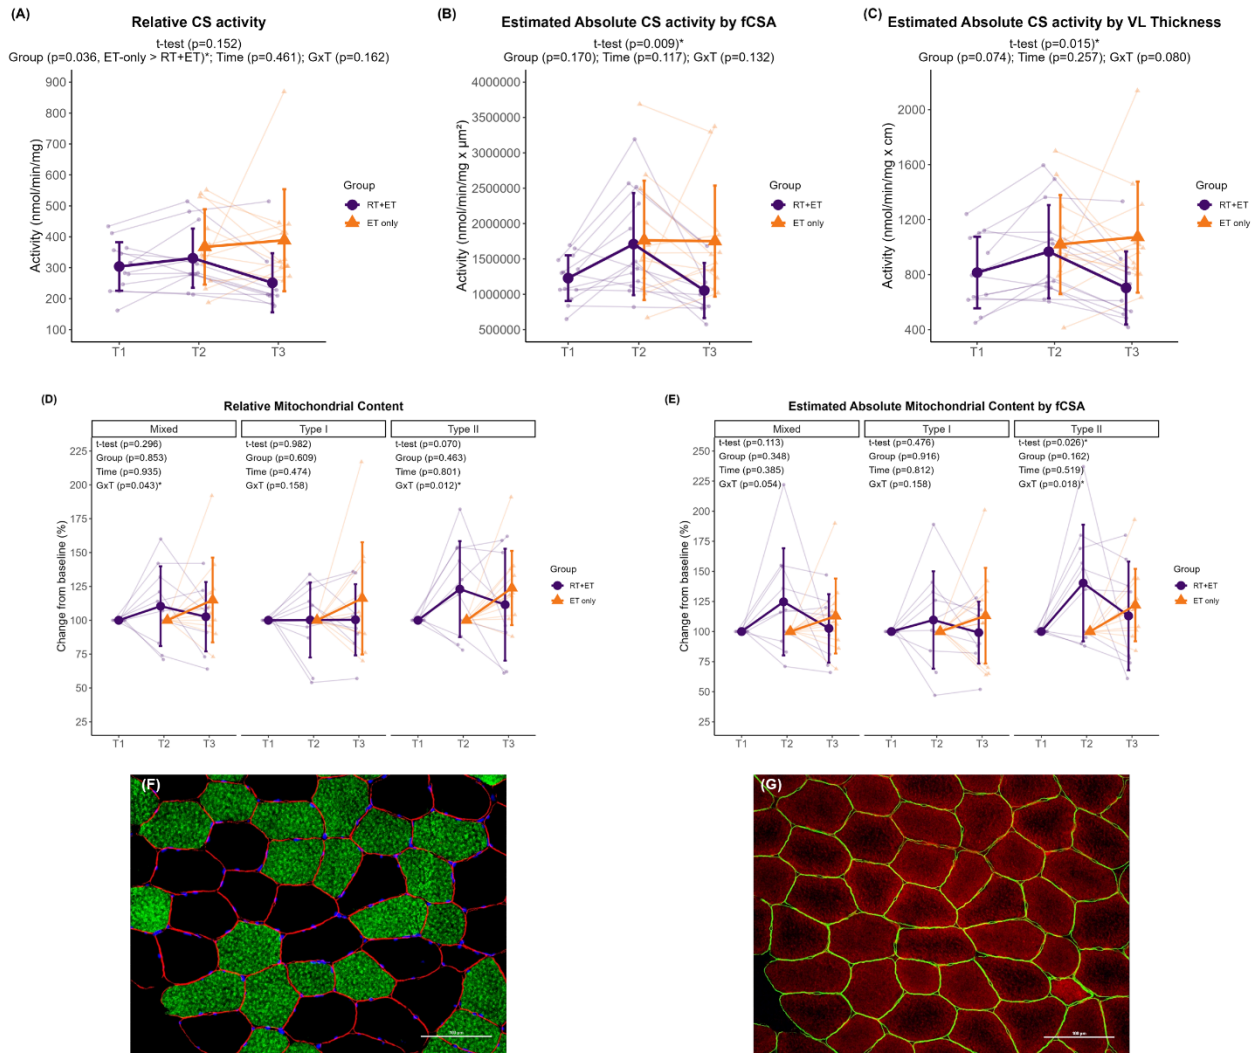 (A)
Relative CS activity
t-test (p=0.152)
Group (p=0.036, ET-only > RT+ET)*; Time (p=0.461); GxT (p=0.162)
Activity (nmol/min/mg)
900
800
700
600
500
400
300
200
100
T1 T2 T3
Group
RT+ET
ET only
(B)
Estimated Absolute CS activity by fCSA
t-test (p=0.009)*
Group (p=0.170); Time (p=0.117); GxT (p=0.132)
Activity (nmol/min/mg x µm²)
4000000
3500000
3000000
2500000
2000000
1500000
1000000
500000
T1 T2 T3
Group
RT+ET
ET only
(C)
Estimated Absolute CS activity by VL Thickness
t-test (p=0.015)*
Group (p=0.074); Time (p=0.257); GxT (p=0.080)
Activity (nmol/min/mg x cm)
2000
1600
1200
800
400
T1 T2 T3
Group
RT+ET
ET only
(D)
Relative Mitochondrial Content
Mixed
t-test (p=0.296)
Group (p=0.853)
Time (p=0.935)
GxT (p=0.043)*
Type I
t-test (p=0.982)
Group (p=0.609)
Time (p=0.474)
GxT (p=0.158)
Type II
t-test (p=0.070)
Group (p=0.463)
Time (p=0.801)
GxT (p=0.012)*
Change from baseline (%)
225
200
175
150
125
100
75
50
25
T1 T2 T3
T1 T2 T3
T1 T2 T3
Group
RT+ET
ET only
(E)
Estimated Absolute Mitochondrial Content by fCSA
Mixed
t-test (p=0.113)
Group (p=0.348)
Time (p=0.385)
GxT (p=0.054)
Type I
t-test (p=0.476)
Group (p=0.916)
Time (p=0.812)
GxT (p=0.158)
Type II
t-test (p=0.026)*
Group (p=0.162)
Time (p=0.519)
GxT (p=0.018)*
Change from baseline (%)
250
225
200
175
150
125
100
75
50
25
T1 T2 T3
T1 T2 T3
T1 T2 T3
Group
RT+ET
ET only
(F)
(G)
100 µm